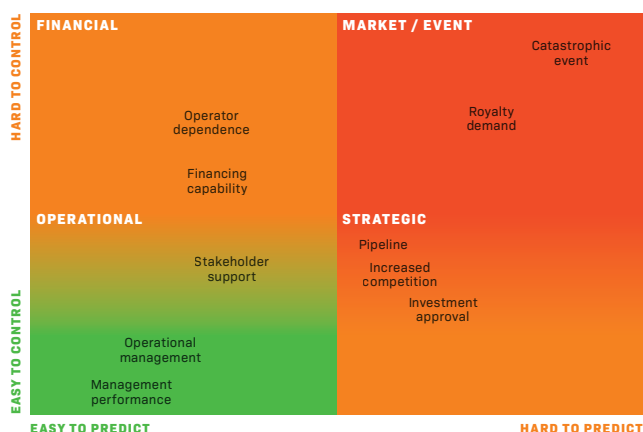 HARD TO CONTROL
FINANCIAL
MARKET / EVENT
Catastrophic
event
Operator
dependence
Royalty
demand
Financing
capability
OPERATIONAL
STRATEGIC
Pipeline
Stakeholder
support
Increased
competition
Investment
approval
EASY TO CONTROL
Operational
management
Management
performance
EASY TO PREDICT
HARD TO PREDICT